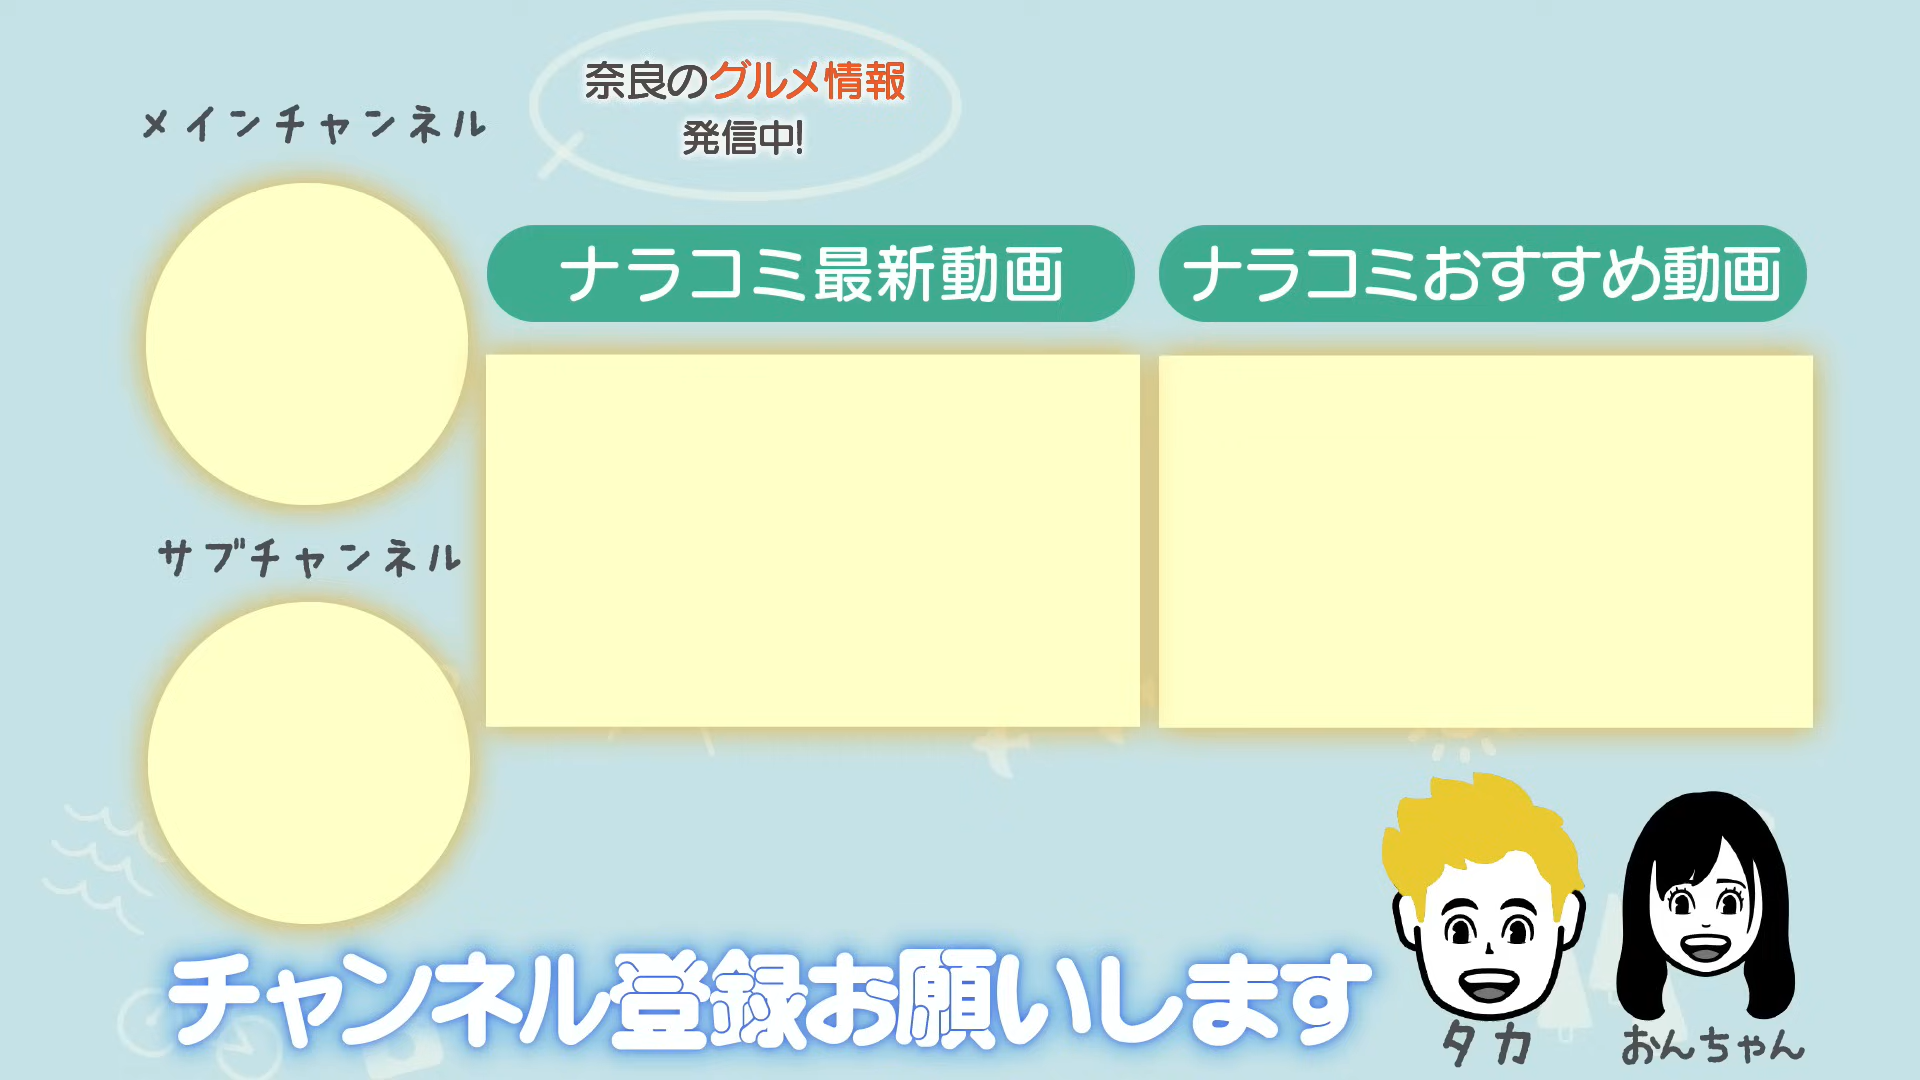 奈良のグルメ情報
発信中!
メインチャンネル
ナラコミ最新動画
ナラコミおすすめ動画
サブチャンネル
チャンネル登録お願いします
タカ
おんちゃん